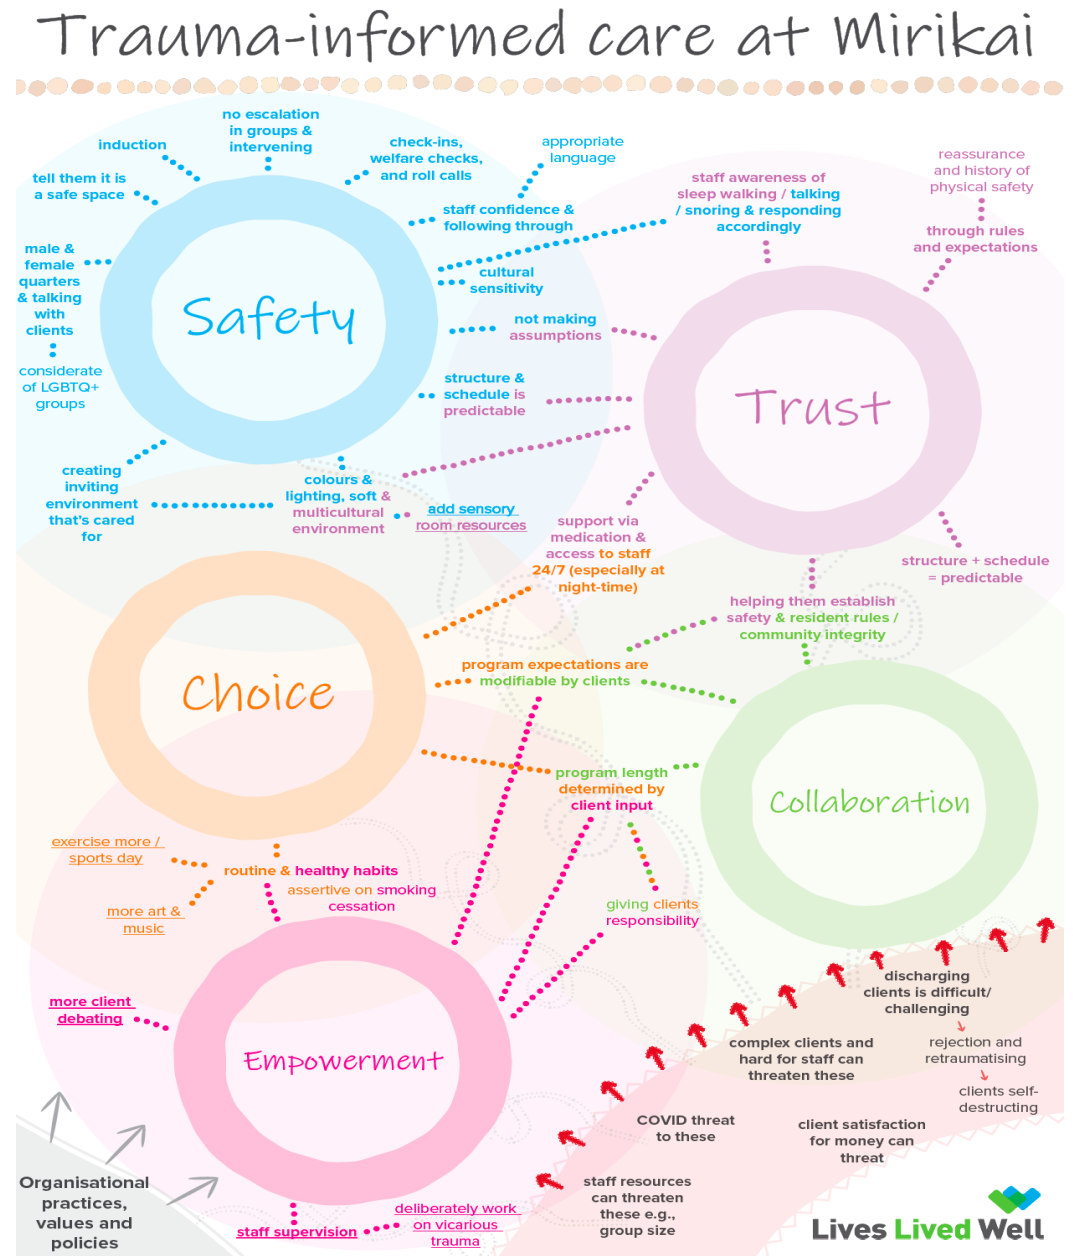 Trauma-informed care at Mirikai
no escalation
in groups &
intervening
induction
check-ins,
welfare checks,
and roll calls
appropriate
language
tell them it is
a safe space
staff confidence &
following through
staff awareness of
sleep walking / talking
/ snoring & responding
accordingly
reassurance
and history of
physical safety
through rules
and expectations
male &
female
quarters
& talking
with
clients
considerate
of LGBTQ+
groups
Safety
cultural
sensitivity
not making
assumptions
structure &
schedule is
predictable
Trust
creating
inviting
environment
that's cared
for
colours &
lighting, soft &
multicultural
environment
add sensory
room resources
support via
medication &
access to staff
24/7 (especially at
night-time)
structure + schedule
= predictable
helping them establish
safety & resident rules /
community integrity
Choice
program expectations are
modifiable by clients
program length
determined by
client input
Collaboration
exercise more /
sports day
routine & healthy habits
assertive on smoking
cessation
more art &
music
giving clients
responsibility
more client
debating
Empowerment
discharging
clients is difficult/
challenging
rejection and
retraumatising
clients self-
destructing
complex clients and
hard for staff can
threaten these
COVID threat
to these
client satisfaction
for money can
threat
staff resources
can threaten
these e.g.,
group size
Organisational
practices,
values and
policies
staff supervision
deliberately work
on vicarious
trauma
Lives Lived Well